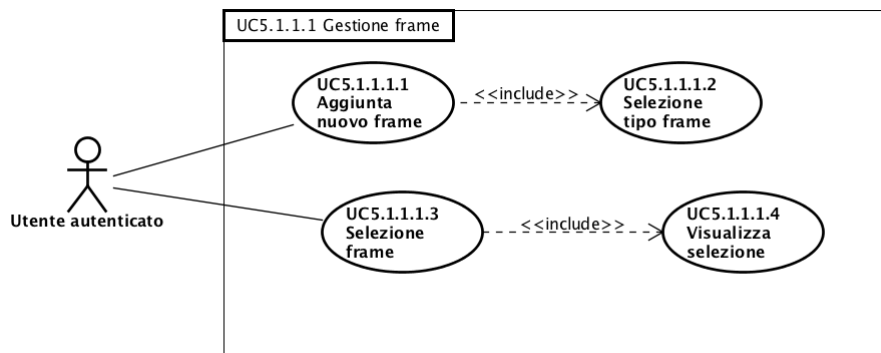 UC5.1.1.1 Gestione frame
UC5.1.1.1.1
Aggiunta
nuovo frame
<<include>>
UC5.1.1.1.2
Selezione
tipo frame
Utente autenticato
UC5.1.1.1.3
Selezione
frame
<<include>>
UC5.1.1.1.4
Visualizza
selezione